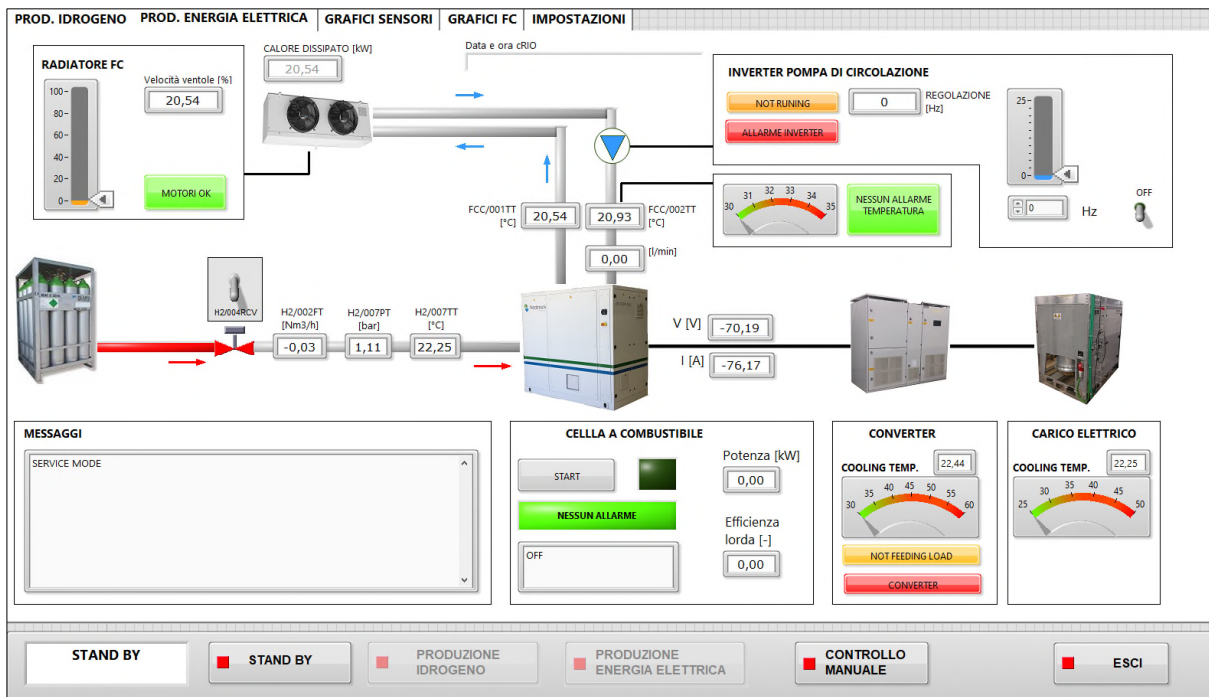 PROD. IDROGENO
PROD. ENERGIA ELETTRICA
GRAFICI SENSORI
GRAFICI FC
IMPOSTAZIONI
RADIATORE FC
Velocità ventole [%]
20,54
100
80
60
40
20
0
MOTORI OK
CALORE DISSIPATO [kW]
20,54
Data e ora cRIO
INVERTER POMPA DI CIRCOLAZIONE
NOT RUNING
0
REGOLAZIONE
[Hz]
ALLARME INVERTER
25
0
0
Hz
OFF
30
31
32
33
34
35
NESSUN ALLARME
TEMPERATURA
FCC/001TT
[°C]
20,54
20,93
FCC/002TT
[°C]
0,00
[l/min]
H2/004RCV
H2/002FT
[Nm3/h]
-0,03
H2/007PT
[bar]
1,11
H2/007TT
[°C]
22,25
V [V]
-70,19
I [A]
-76,17
MESSAGGI
SERVICE MODE
CELLLA A COMBUSTIBILE
START
NESSUN ALLARME
OFF
Potenza [kW]
0,00
Efficienza
lorda [-]
0,00
CONVERTER
COOLING TEMP.
22,44
30
35
40
45
50
55
60
NOT FEEDING LOAD
CONVERTER
CARICO ELETTRICO
COOLING TEMP.
22,25
25
30
35
40
45
50
STAND BY
STAND BY
PRODUZIONE
IDROGENO
PRODUZIONE
ENERGIA ELETTRICA
CONTROLLO
MANUALE
ESCI